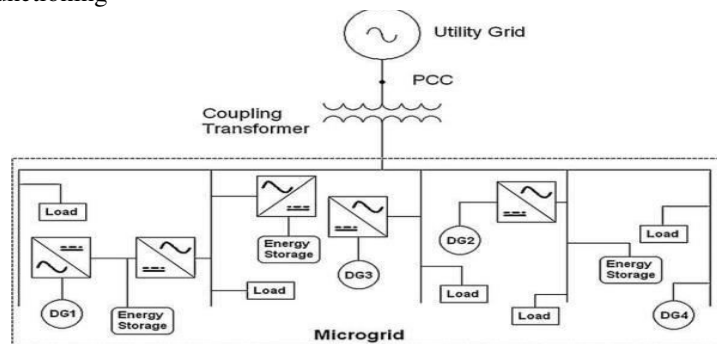 Utility Grid
PCC
Coupling
Transformer
Load
Energy
Storage
DG3
DG2
Load
Energy
Storage
DG1
Energy
Storage
Load
Load
Load
DG4
Microgrid